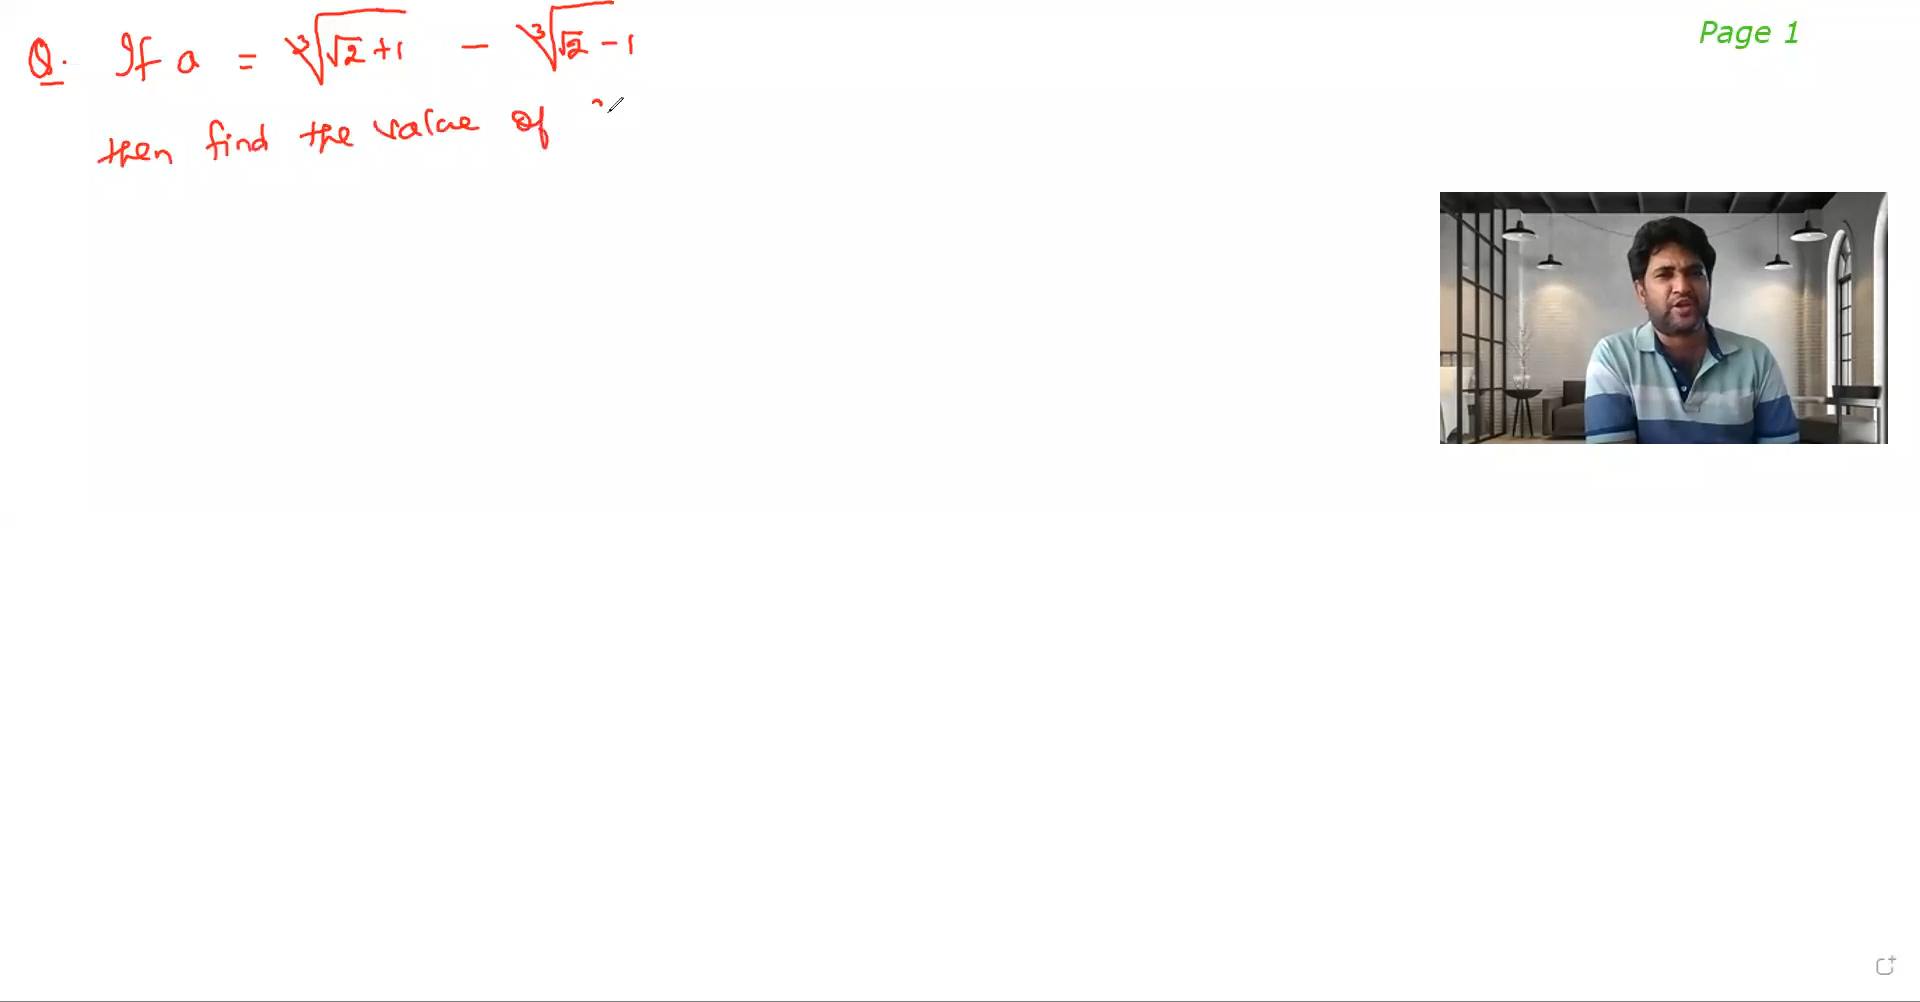 Q. If a = ∛(√2+1) − ∛(√2−1)
Page 1
then find the value of